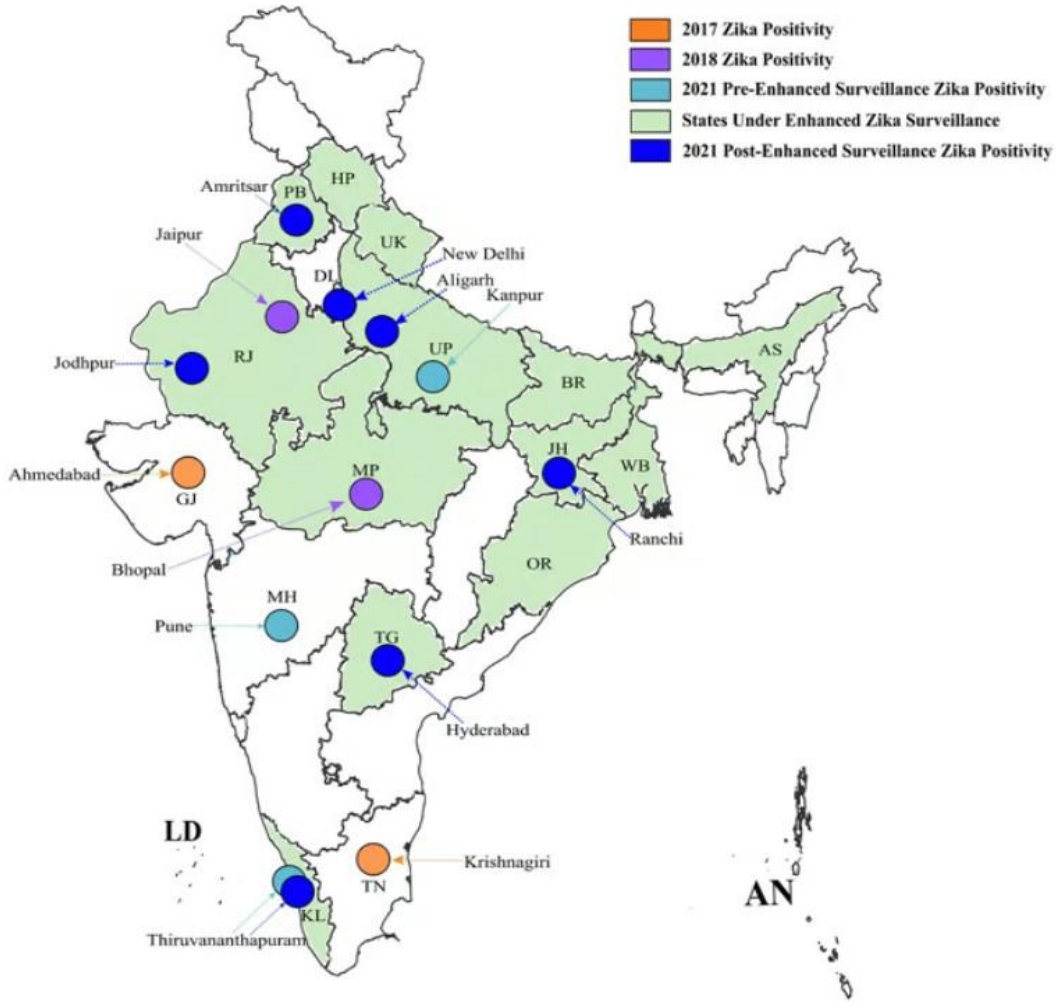 2017 Zika Positivity
2018 Zika Positivity
2021 Pre-Enhanced Surveillance Zika Positivity
States Under Enhanced Zika Surveillance
2021 Post-Enhanced Surveillance Zika Positivity
HP
Amritsar
PB
Jaipur
UK
New Delhi
DL
Aligarh
Kanpur
Jodhpur
RJ
UP
AS
BR
Ahmedabad
GJ
MP
JH
WB
Ranchi
Bhopal
OR
MH
Pune
TG
Hyderabad
LD
Krishnagiri
TN
AN
KL
Thiruvananthapuram